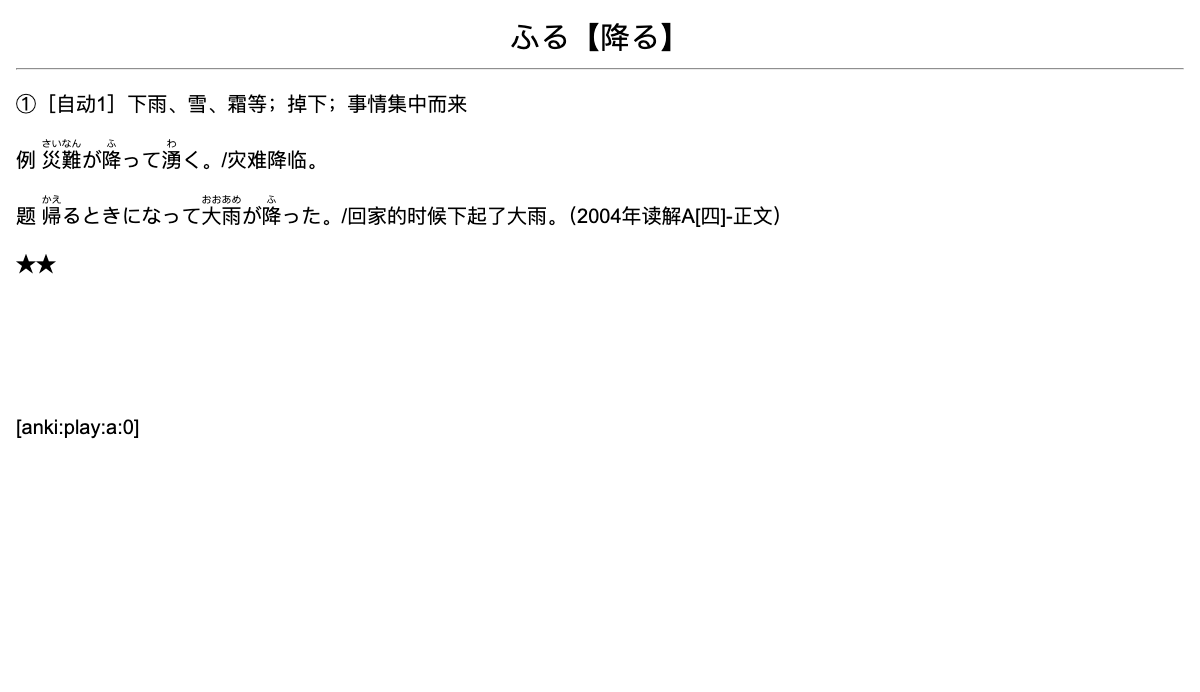 ふる【降る】
①［自动1］下雨、雪、霜等；掉下；事情集中而来
さいなん ふ わ
例 災難が降って湧く。/灾难降临。
かえ おおあめ ふ
题 帰るときになって大雨が降った。/回家的时候下起了大雨。（2004年读解A[四]-正文）
★★
[anki:play:a:0]